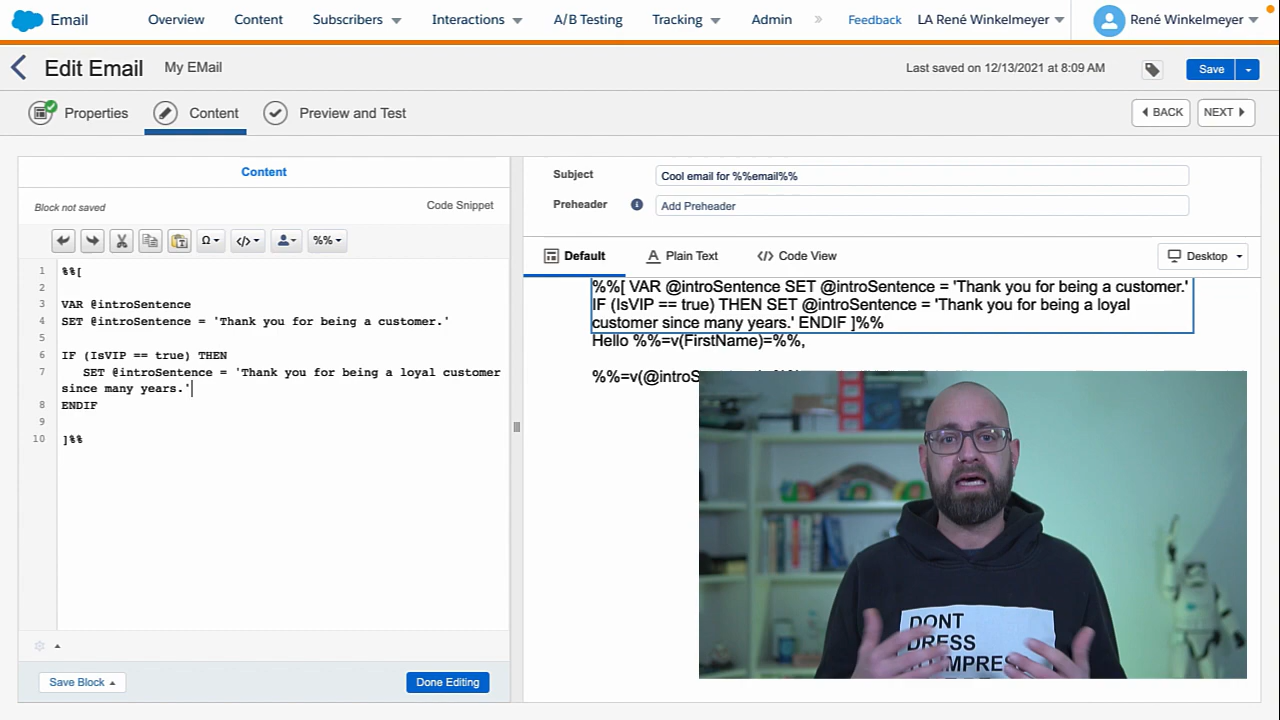 Email
Overview
Content
Subscribers
Interactions
A/B Testing
Tracking
Admin
»
Feedback
LA René Winkelmeyer
René Winkelmeyer
Edit Email
My EMail
Last saved on 12/13/2021 at 8:09 AM
Save
Properties
Content
Preview and Test
BACK
NEXT
Content
Block not saved
Code Snippet
Ω
</>
%%
1 %%[
2
3 VAR @introSentence
4 SET @introSentence = 'Thank you for being a customer.'
5
6 IF (IsVIP == true) THEN
7 SET @introSentence = 'Thank you for being a loyal customer
since many years.'
8 ENDIF
9
10 ]%%
Save Block
Done Editing
Subject
Cool email for %%email%%
Preheader
Add Preheader
Default
A Plain Text
</> Code View
Desktop
%%[ VAR @introSentence SET @introSentence = 'Thank you for being a customer.'
IF (IsVIP == true) THEN SET @introSentence = 'Thank you for being a loyal
customer since many years.' ENDIF ]%%
Hello %%=v(FirstName)=%%,
%%=v(@introS
DONT
DRESS
IMPRES